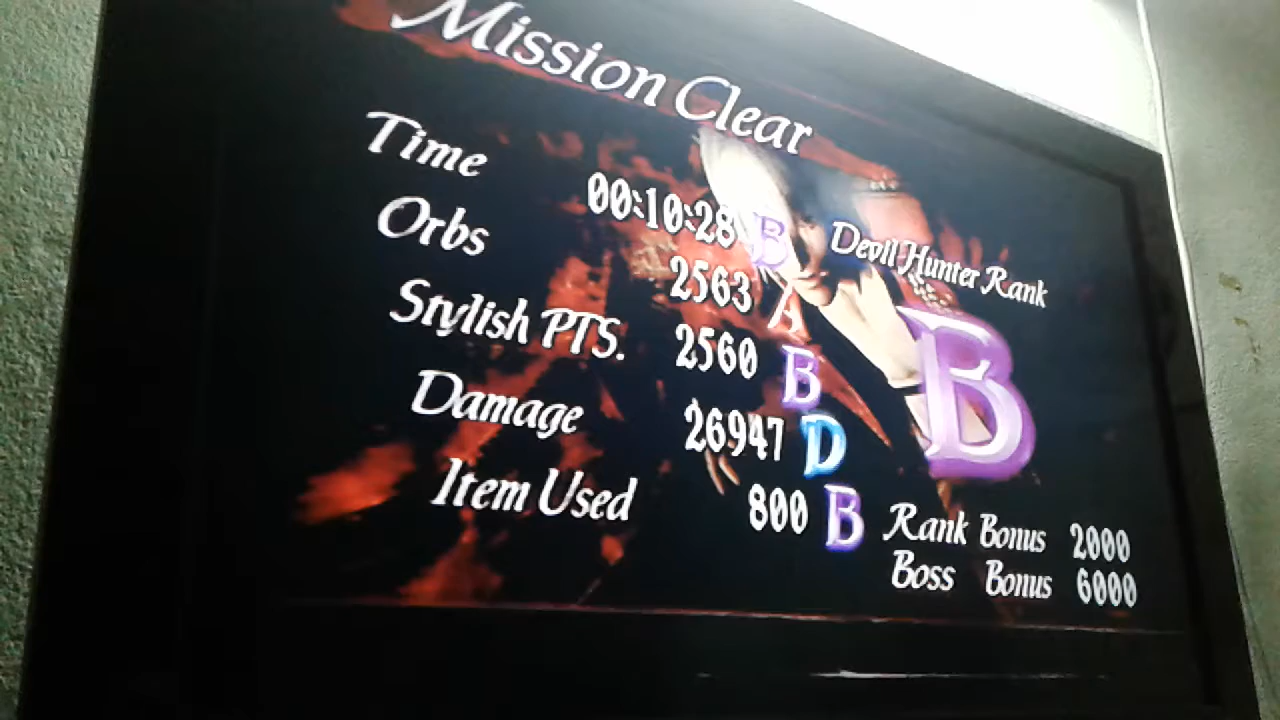 Mission Clear
Time 00:10:28 B
Orbs 2563 A
Stylish PTS. 2560 B
Damage 26947 D
Item Used 800 B
Devil Hunter Rank
B
Rank Bonus 2000
Boss Bonus 6000